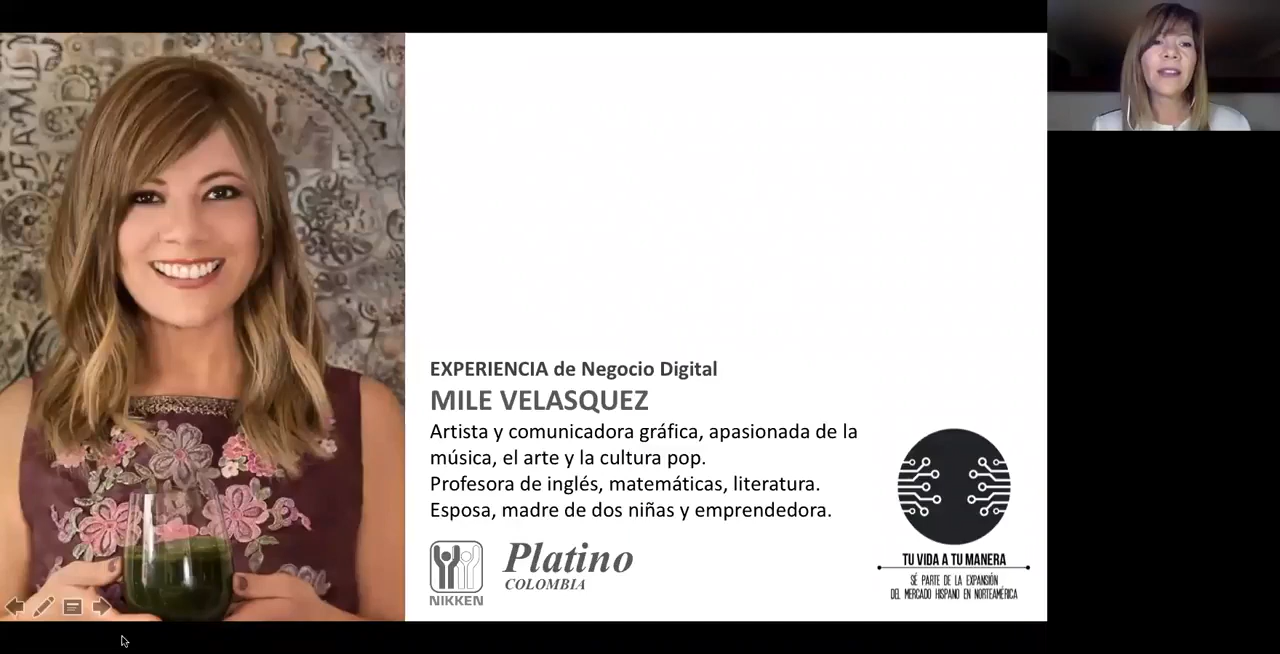 FAMIL
EXPERIENCIA de Negocio Digital
MILE VELASQUEZ
Artista y comunicadora gráfica, apasionada de la
música, el arte y la cultura pop.
Profesora de inglés, matemáticas, literatura.
Esposa, madre de dos niñas y emprendedora.
NIKKEN
Platino
COLOMBIA
TU VIDA A TU MANERA
SÉ PARTE DE LA EXPANSIÓN
DEL MERCADO HISPANO EN NORTEAMÉRICA